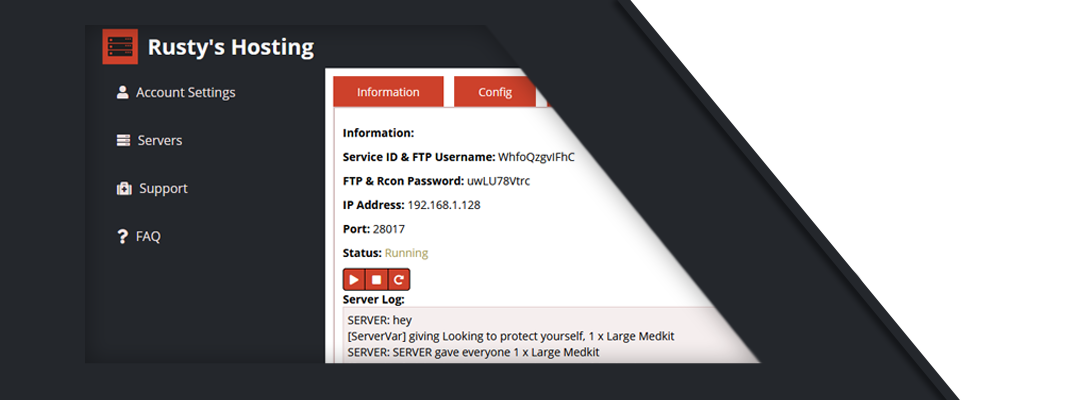 Rusty's Hosting
Account Settings
Servers
Support
FAQ
Information
Config
Information:
Service ID & FTP Username: WhfoQzgvIFhC
FTP & Rcon Password: uwLU78Vtrc
IP Address: 192.168.1.128
Port: 28017
Status: Running
Server Log:
SERVER: hey
[ServerVar] giving Looking to protect yourself, 1 x Large Medkit
SERVER: SERVER gave everyone 1 x Large Medkit